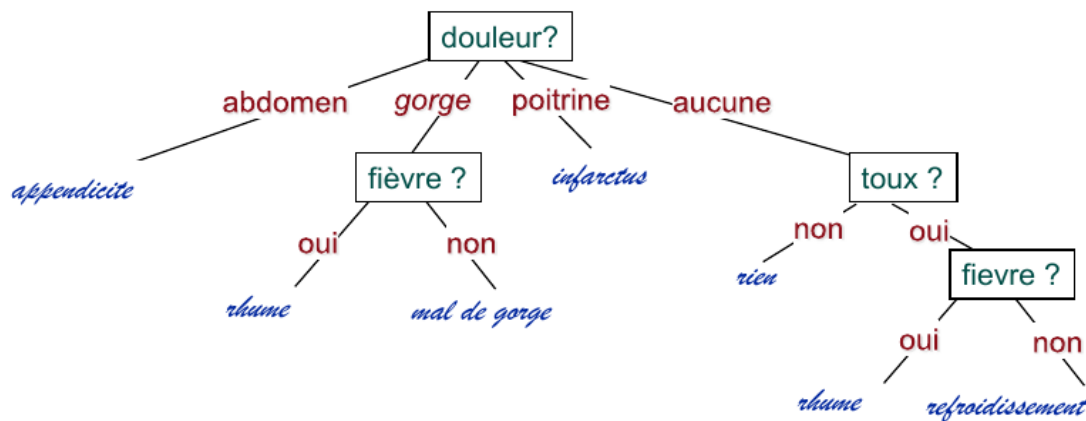 douleur?
abdomen gorge poitrine aucune
appendicite fièvre ? infarctus toux ?
oui non non oui
rhume mal de gorge rien fievre ?
oui non
rhume refroidissement